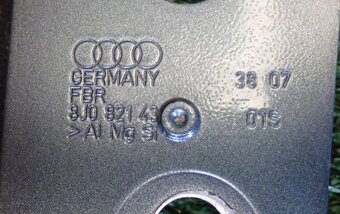 GERMANY 38 07
FBR
8J0 821 43 01S
>Al Mg Si